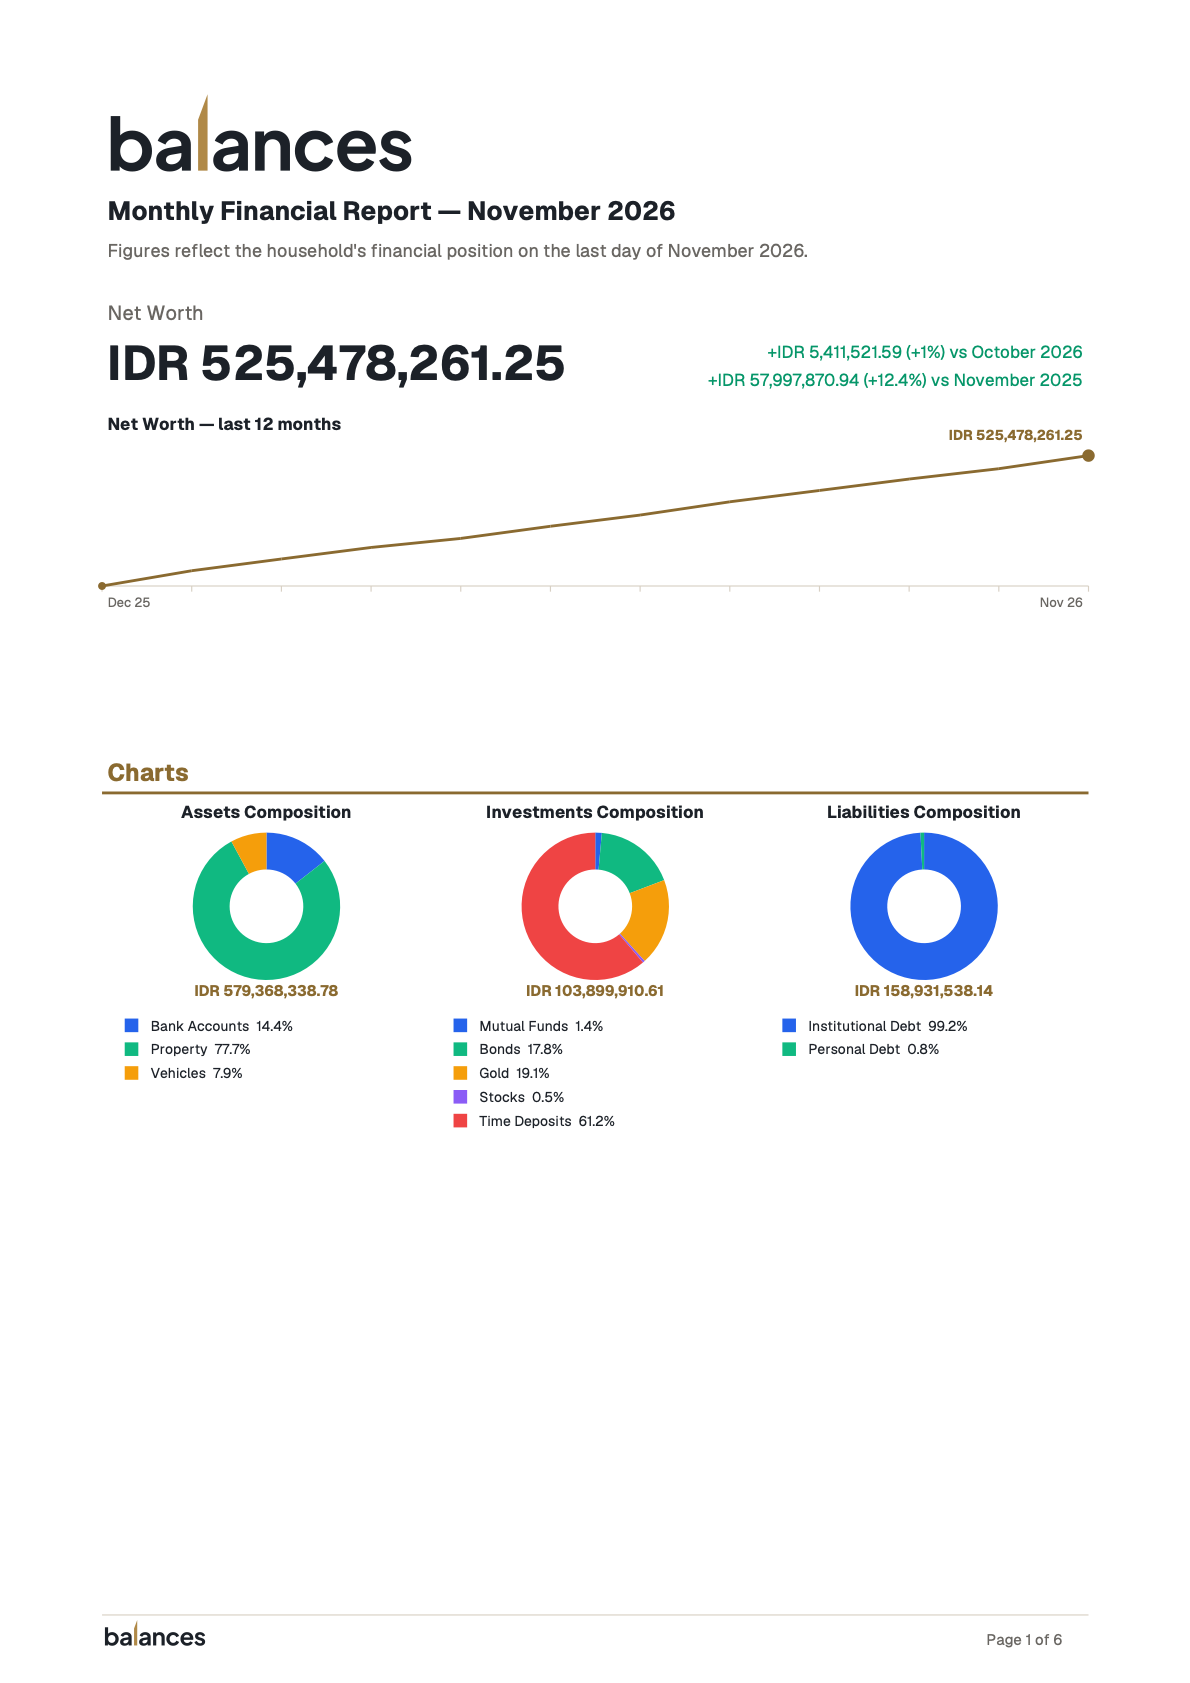 balances
Monthly Financial Report — November 2026
Figures reflect the household's financial position on the last day of November 2026.
Net Worth
IDR 525,478,261.25
+IDR 5,411,521.59 (+1%) vs October 2026
+IDR 57,997,870.94 (+12.4%) vs November 2025
Net Worth — last 12 months
IDR 525,478,261.25
Dec 25
Nov 26
Charts
Assets Composition
IDR 579,368,338.78
Bank Accounts 14.4%
Property 77.7%
Vehicles 7.9%
Investments Composition
IDR 103,899,910.61
Mutual Funds 1.4%
Bonds 17.8%
Gold 19.1%
Stocks 0.5%
Time Deposits 61.2%
Liabilities Composition
IDR 158,931,538.14
Institutional Debt 99.2%
Personal Debt 0.8%
balances
Page 1 of 6